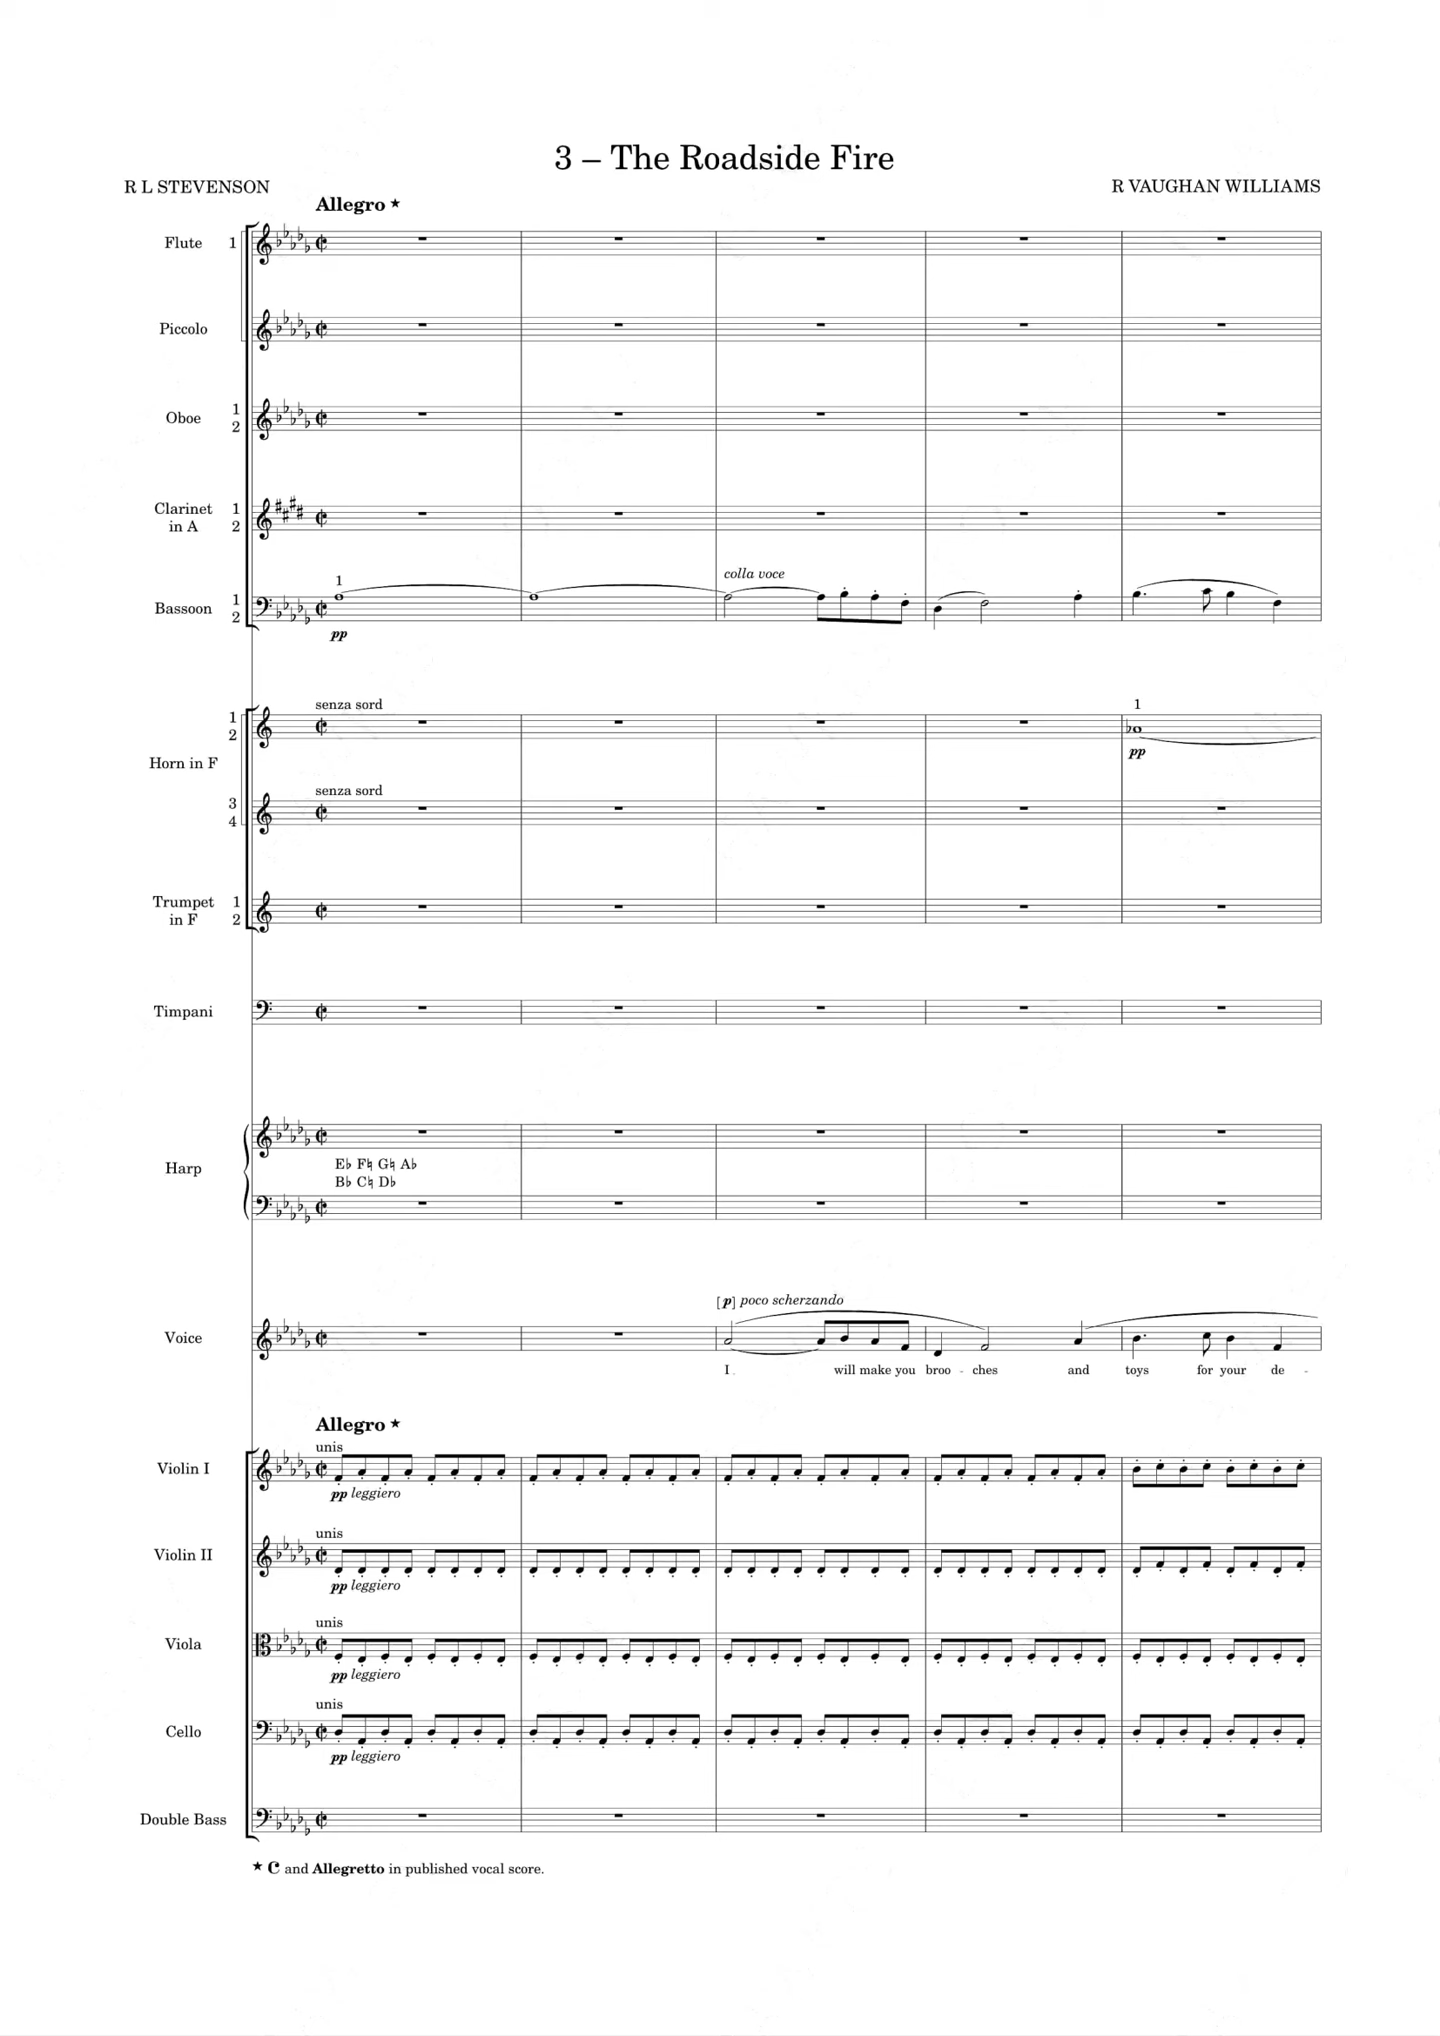 3 – The Roadside Fire
R L STEVENSON
R VAUGHAN WILLIAMS
Allegro ★
Flute 1
Piccolo
Oboe 1 2
Clarinet in A 1 2
colla voce
1
Bassoon 1 2
pp
senza sord
1
1 2
pp
Horn in F
senza sord
3 4
Trumpet in F 1 2
Timpani
Harp
E♭ F♮ G♮ A♭
B♭ C♮ D♭
[p] poco scherzando
Voice
I will make you broo - ches and toys for your de -
Allegro ★
unis
Violin I
pp leggiero
unis
Violin II
pp leggiero
unis
Viola
pp leggiero
unis
Cello
pp leggiero
Double Bass
★ C and Allegretto in published vocal score.